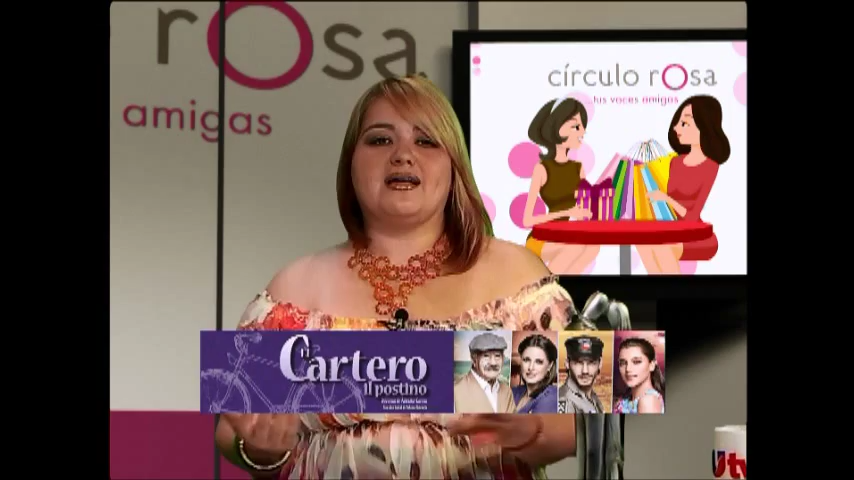 rosa
amigas
círculo rosa
tus voces amigas
El
Cartero
il postino
Utv